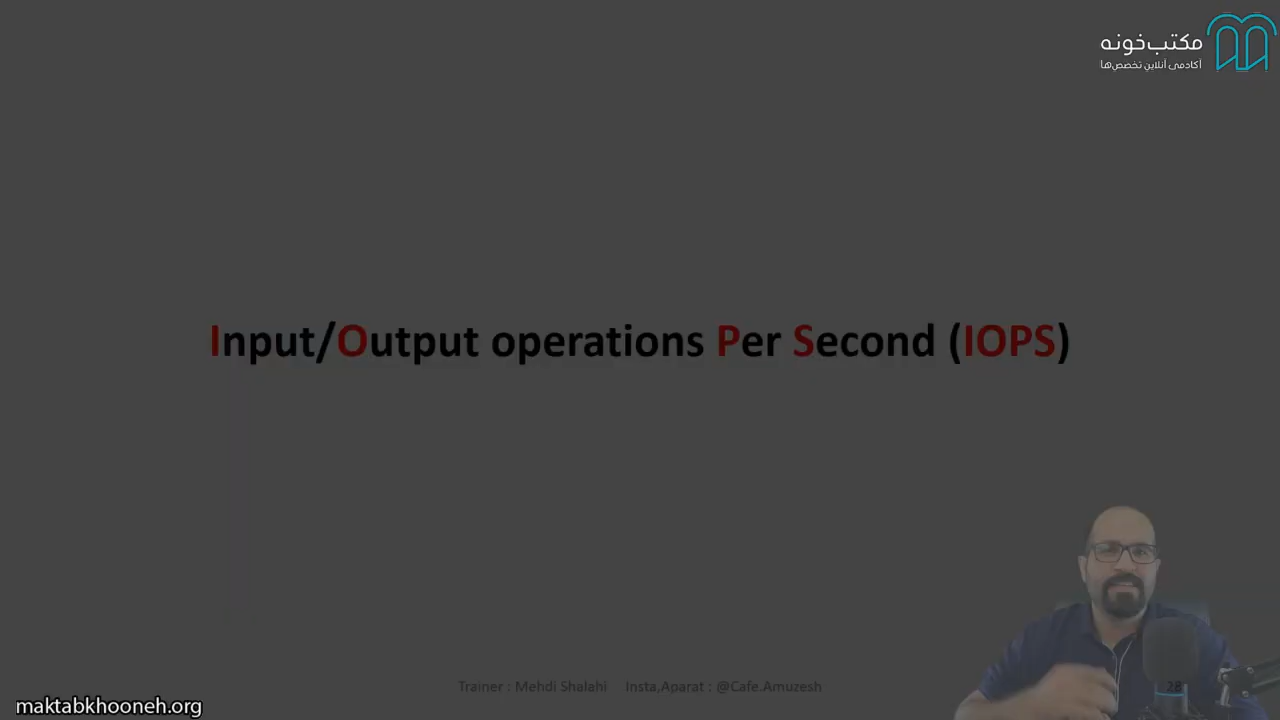 مکتب‌خونه
آکادمی آنلاین تخصص‌ها
Input/Output operations Per Second (IOPS)
Trainer : Mehdi Shalahi Insta,Aparat : @Cafe.Amuzesh
28
maktabkhooneh.org